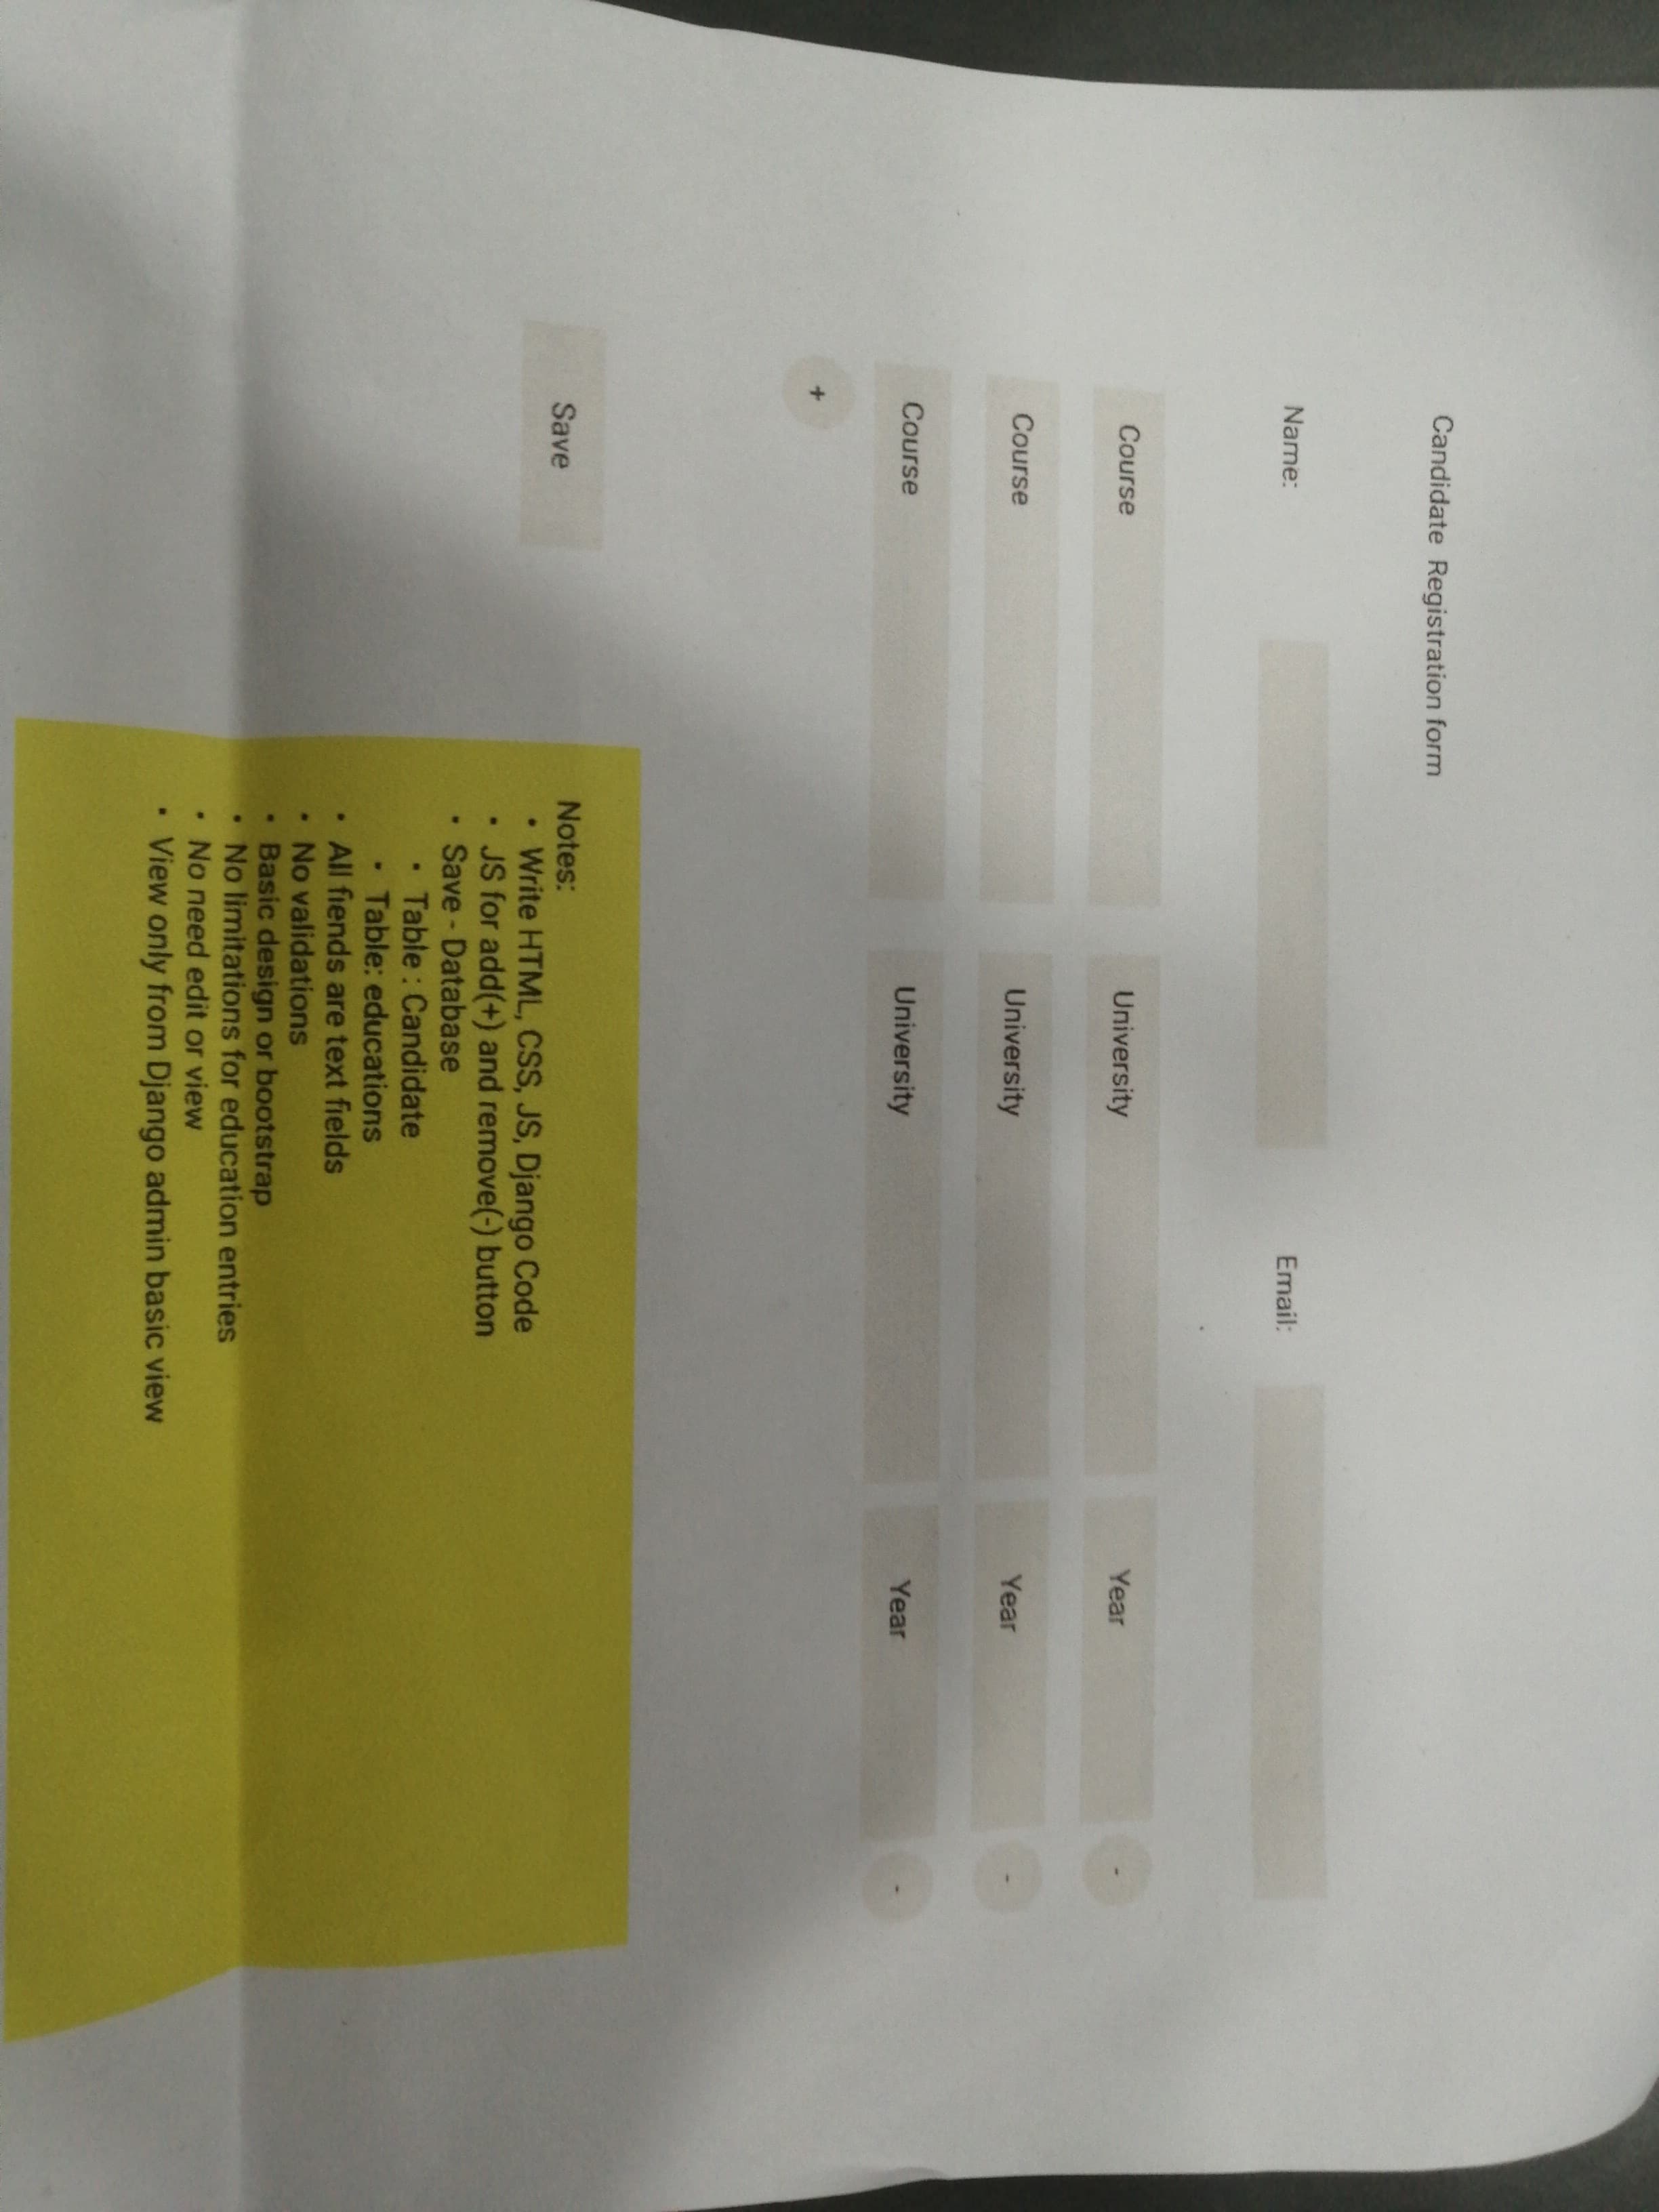 Candidate Registration form
Name: Email:
Course University Year -
Course University Year -
Course University Year -
+
Save
Notes:
• Write HTML, CSS, JS, Django Code
• JS for add(+) and remove(-) button
• Save - Database
• Table : Candidate
• Table: educations
• All fiends are text fields
• No validations
• Basic design or bootstrap
• No limitations for education entries
• No need edit or view
• View only from Django admin basic view